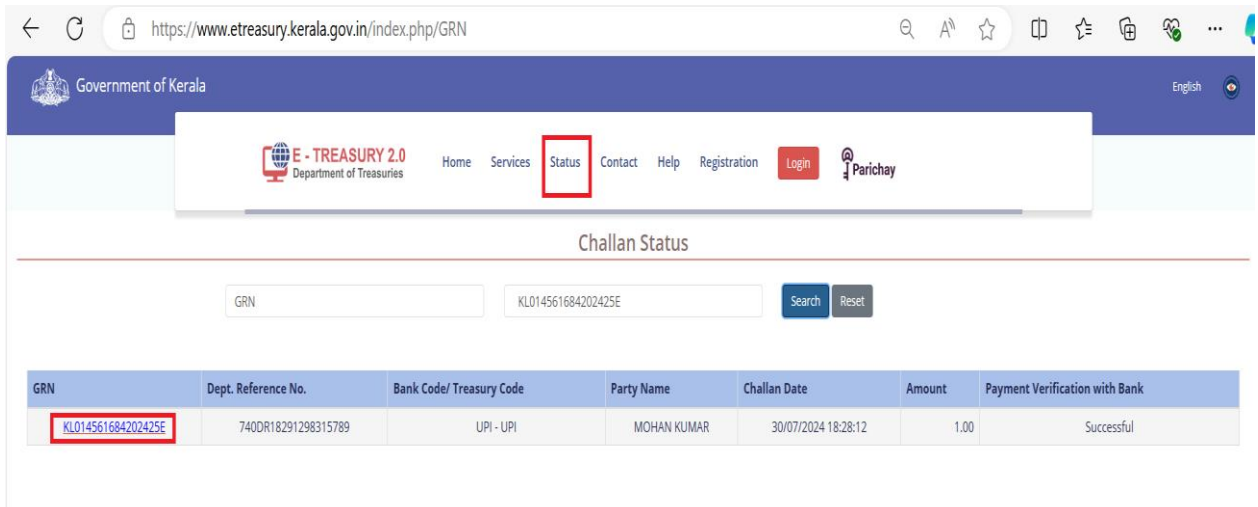 https://www.etreasury.kerala.gov.in/index.php/GRN
Government of Kerala
English
E - TREASURY 2.0
Department of Treasuries
Home Services Status Contact Help Registration Login Parichay
Challan Status
GRN KL014561684202425E Search Reset
GRN Dept. Reference No. Bank Code/ Treasury Code Party Name Challan Date Amount Payment Verification with Bank
KL014561684202425E 740DR18291298315789 UPI - UPI MOHAN KUMAR 30/07/2024 18:28:12 1.00 Successful